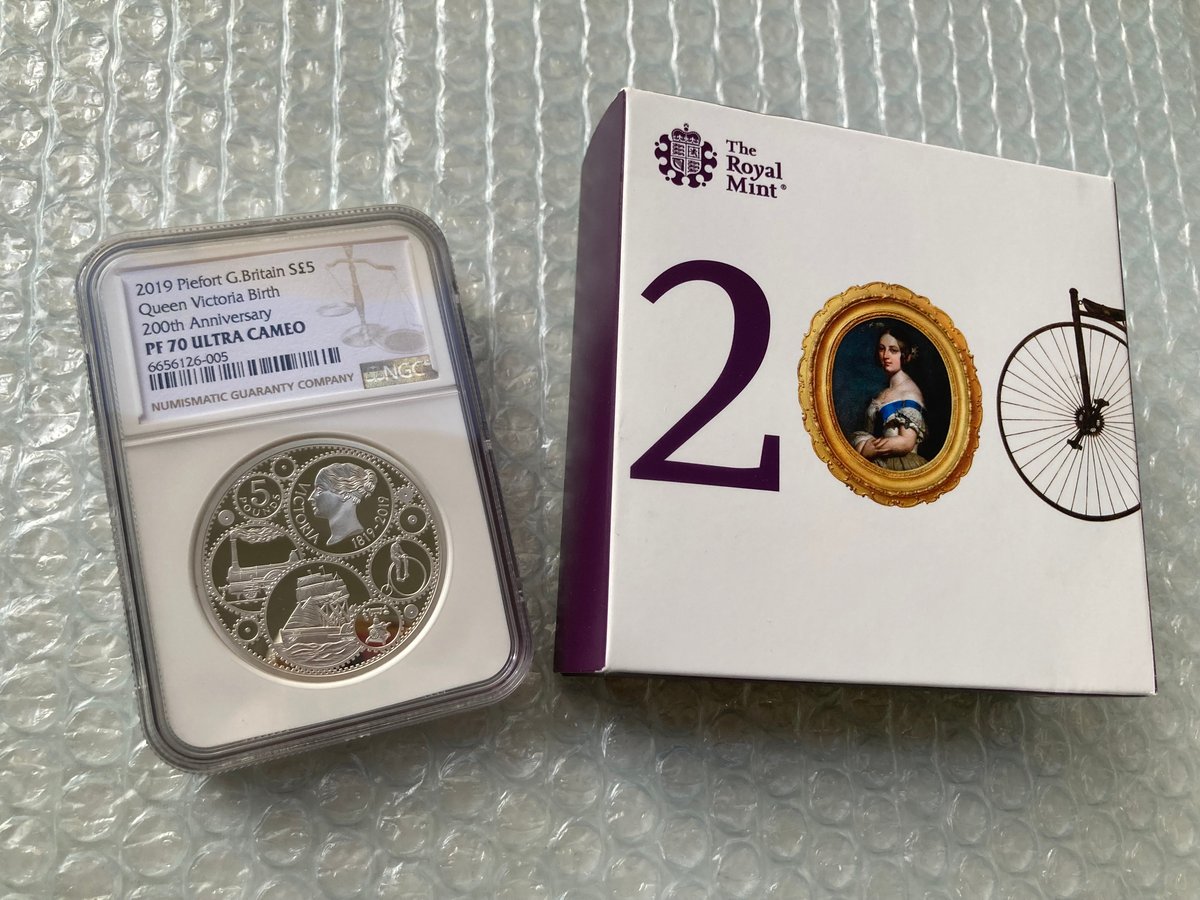 2019 Piefort G.Britain S£5
Queen Victoria Birth
200th Anniversary
PF 70 ULTRA CAMEO
6656126-005
NUMISMATIC GUARANTY COMPANY
NGC
5
POUNDS
VICTORIA
1819-2019
The
Royal
Mint®
2